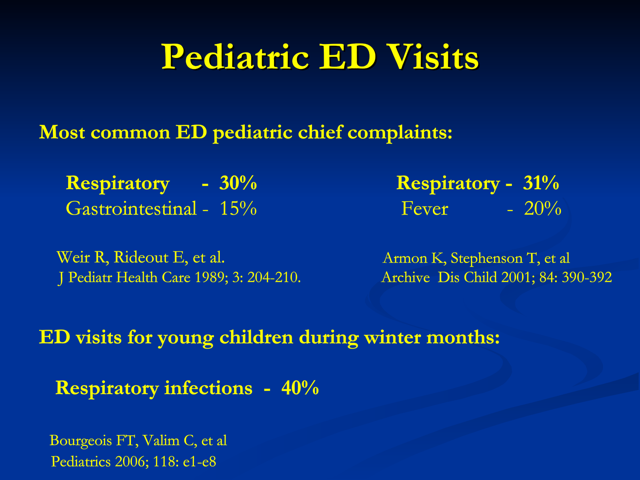 Pediatric ED Visits
Most common ED pediatric chief complaints:
Respiratory - 30%
Gastrointestinal - 15%
Weir R, Rideout E, et al.
J Pediatr Health Care 1989; 3: 204-210.
Respiratory - 31%
Fever - 20%
Armon K, Stephenson T, et al
Archive Dis Child 2001; 84: 390-392
ED visits for young children during winter months:
Respiratory infections - 40%
Bourgeois FT, Valim C, et al
Pediatrics 2006; 118: e1-e8